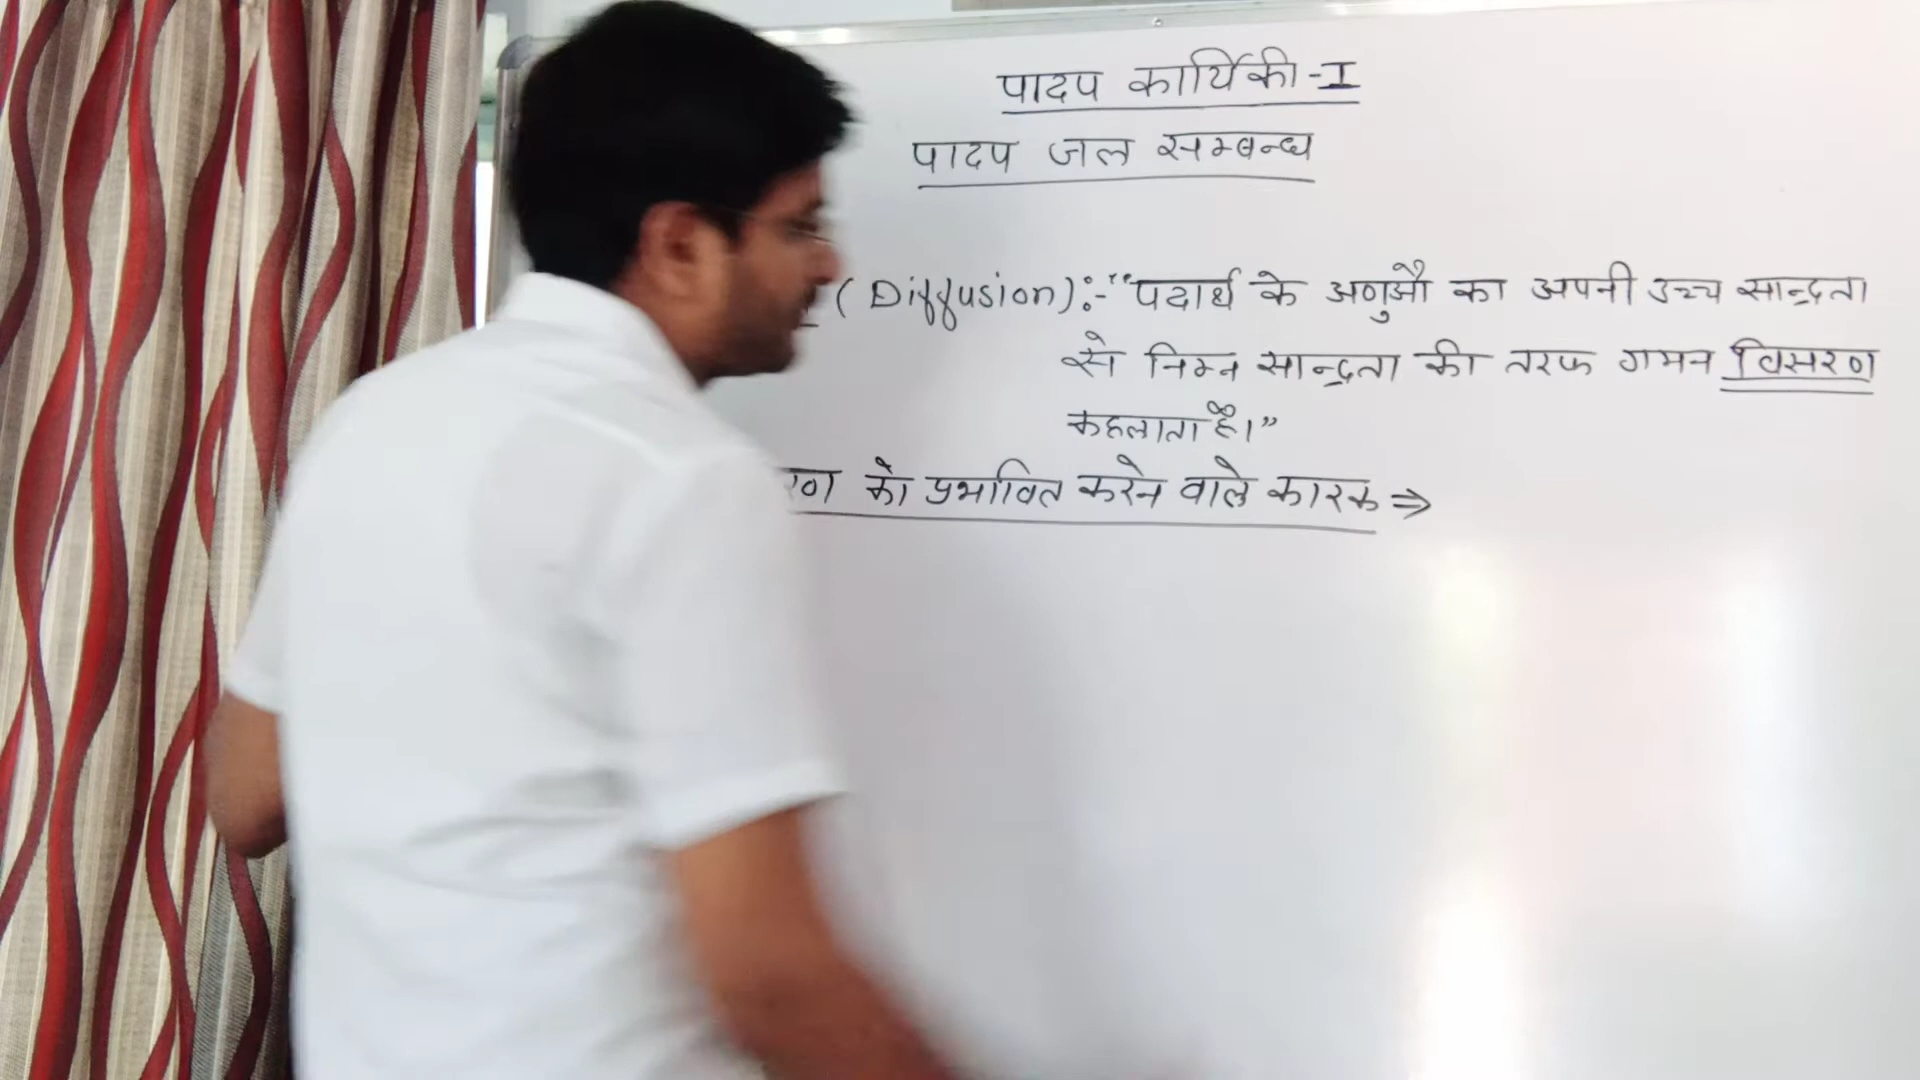 पादप कार्यिकी-I
पादप जल सम्बन्ध
(Diffusion):-"पदार्थ के अणुओ का अपनी उच्च सान्द्रता
से निम्न सान्द्रता की तरफ गमन विसरण
कहलाता है।"
रण को प्रभावित करने वाले कारक ⇒